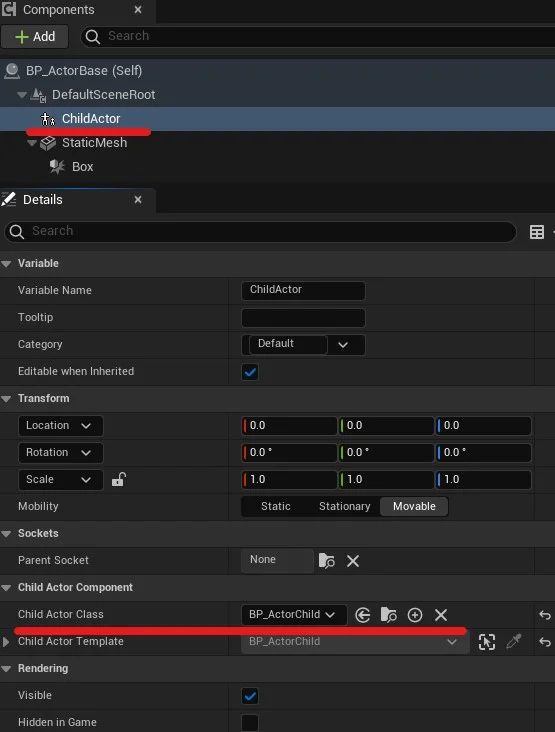 Components
Add
Search
BP_ActorBase (Self)
DefaultSceneRoot
ChildActor
StaticMesh
Box
Details
Search
Variable
Variable Name ChildActor
Tooltip
Category Default
Editable when Inherited
Transform
Location 0.0 0.0 0.0
Rotation 0.0 ° 0.0 ° 0.0 °
Scale 1.0 1.0 1.0
Mobility Static Stationary Movable
Sockets
Parent Socket None
Child Actor Component
Child Actor Class BP_ActorChild
Child Actor Template BP_ActorChild
Rendering
Visible
Hidden in Game